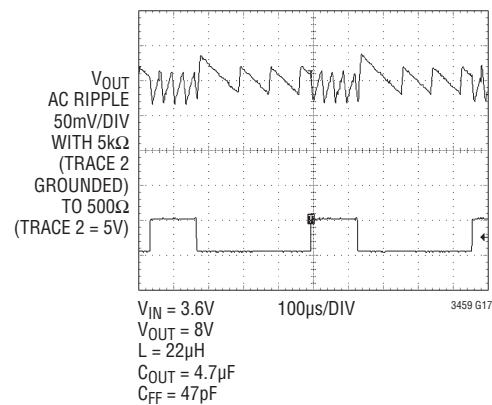 VOUT
AC RIPPLE
50mV/DIV
WITH 5kΩ
(TRACE 2
GROUNDED)
TO 500Ω
(TRACE 2 = 5V)
VIN = 3.6V
100µs/DIV
3459 G17
VOUT = 8V
L = 22µH
COUT = 4.7µF
CFF = 47pF